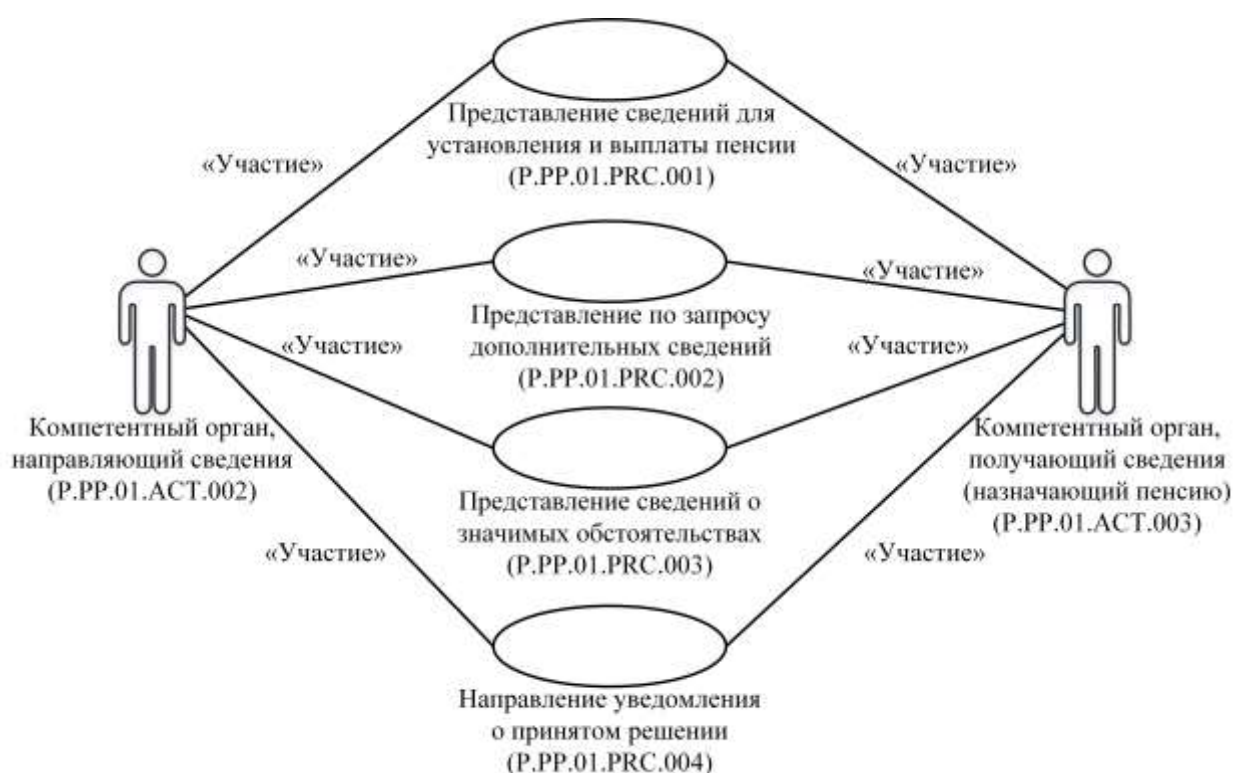 Представление сведений для
установления и выплаты пенсии
(P.PP.01.PRC.001)
«Участие»
«Участие»
«Участие»
«Участие»
Представление по запросу
дополнительных сведений
(P.PP.01.PRC.002)
«Участие»
«Участие»
Компетентный орган,
направляющий сведения
(P.PP.01.ACT.002)
Компетентный орган,
получающий сведения
(назначающий пенсию)
(P.PP.01.ACT.003)
Представление сведений о
значимых обстоятельствах
(P.PP.01.PRC.003)
«Участие»
«Участие»
Направление уведомления
о принятом решении
(P.PP.01.PRC.004)